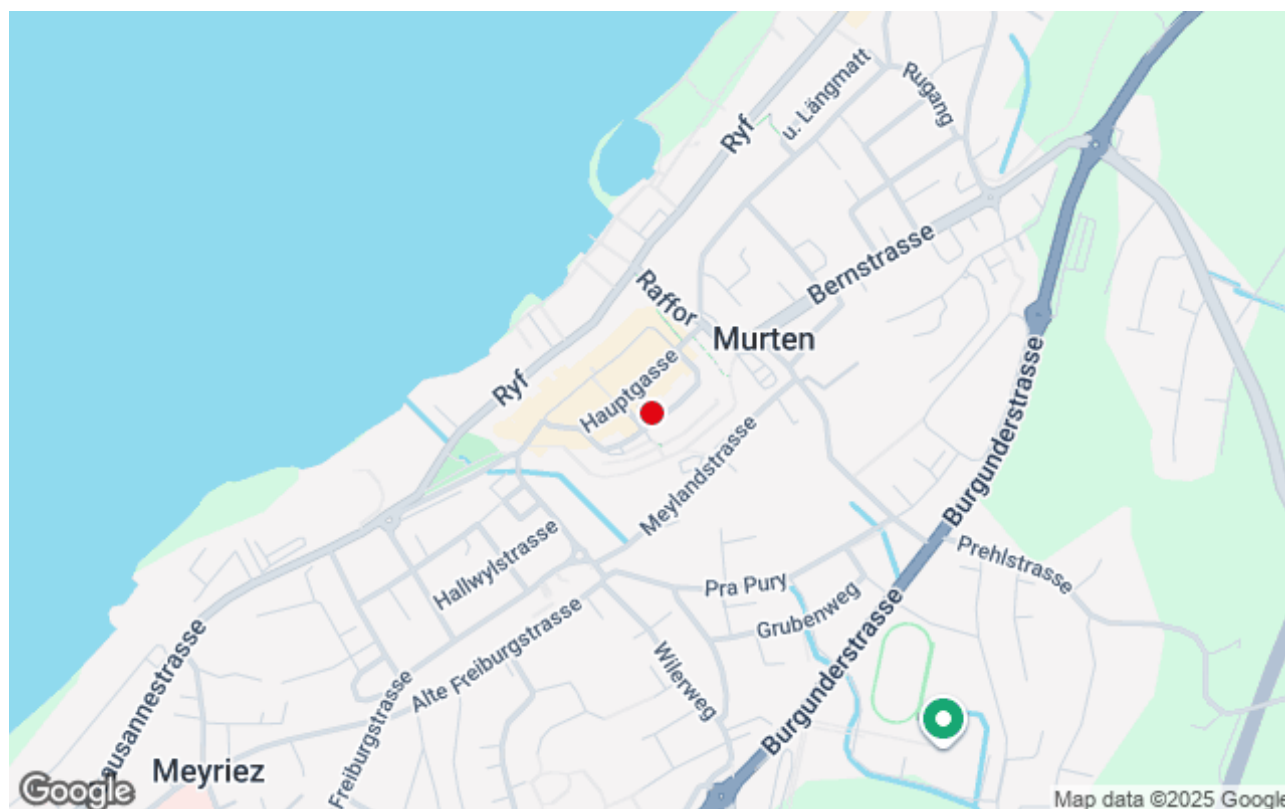 Rugang
u. Längmatt
Ryf
Bernstrasse
Raffor
Murten
Hauptgasse
Ryf
Burgunderstrasse
Meylandstrasse
Hallwylstrasse
Prehlstrasse
Pra Pury
Grubenweg
Alte Freiburgstrasse
Wilerweg
Burgunderstrasse
ausannestrasse
Freiburgstrasse
Meyriez
Google
Map data ©2025 Google